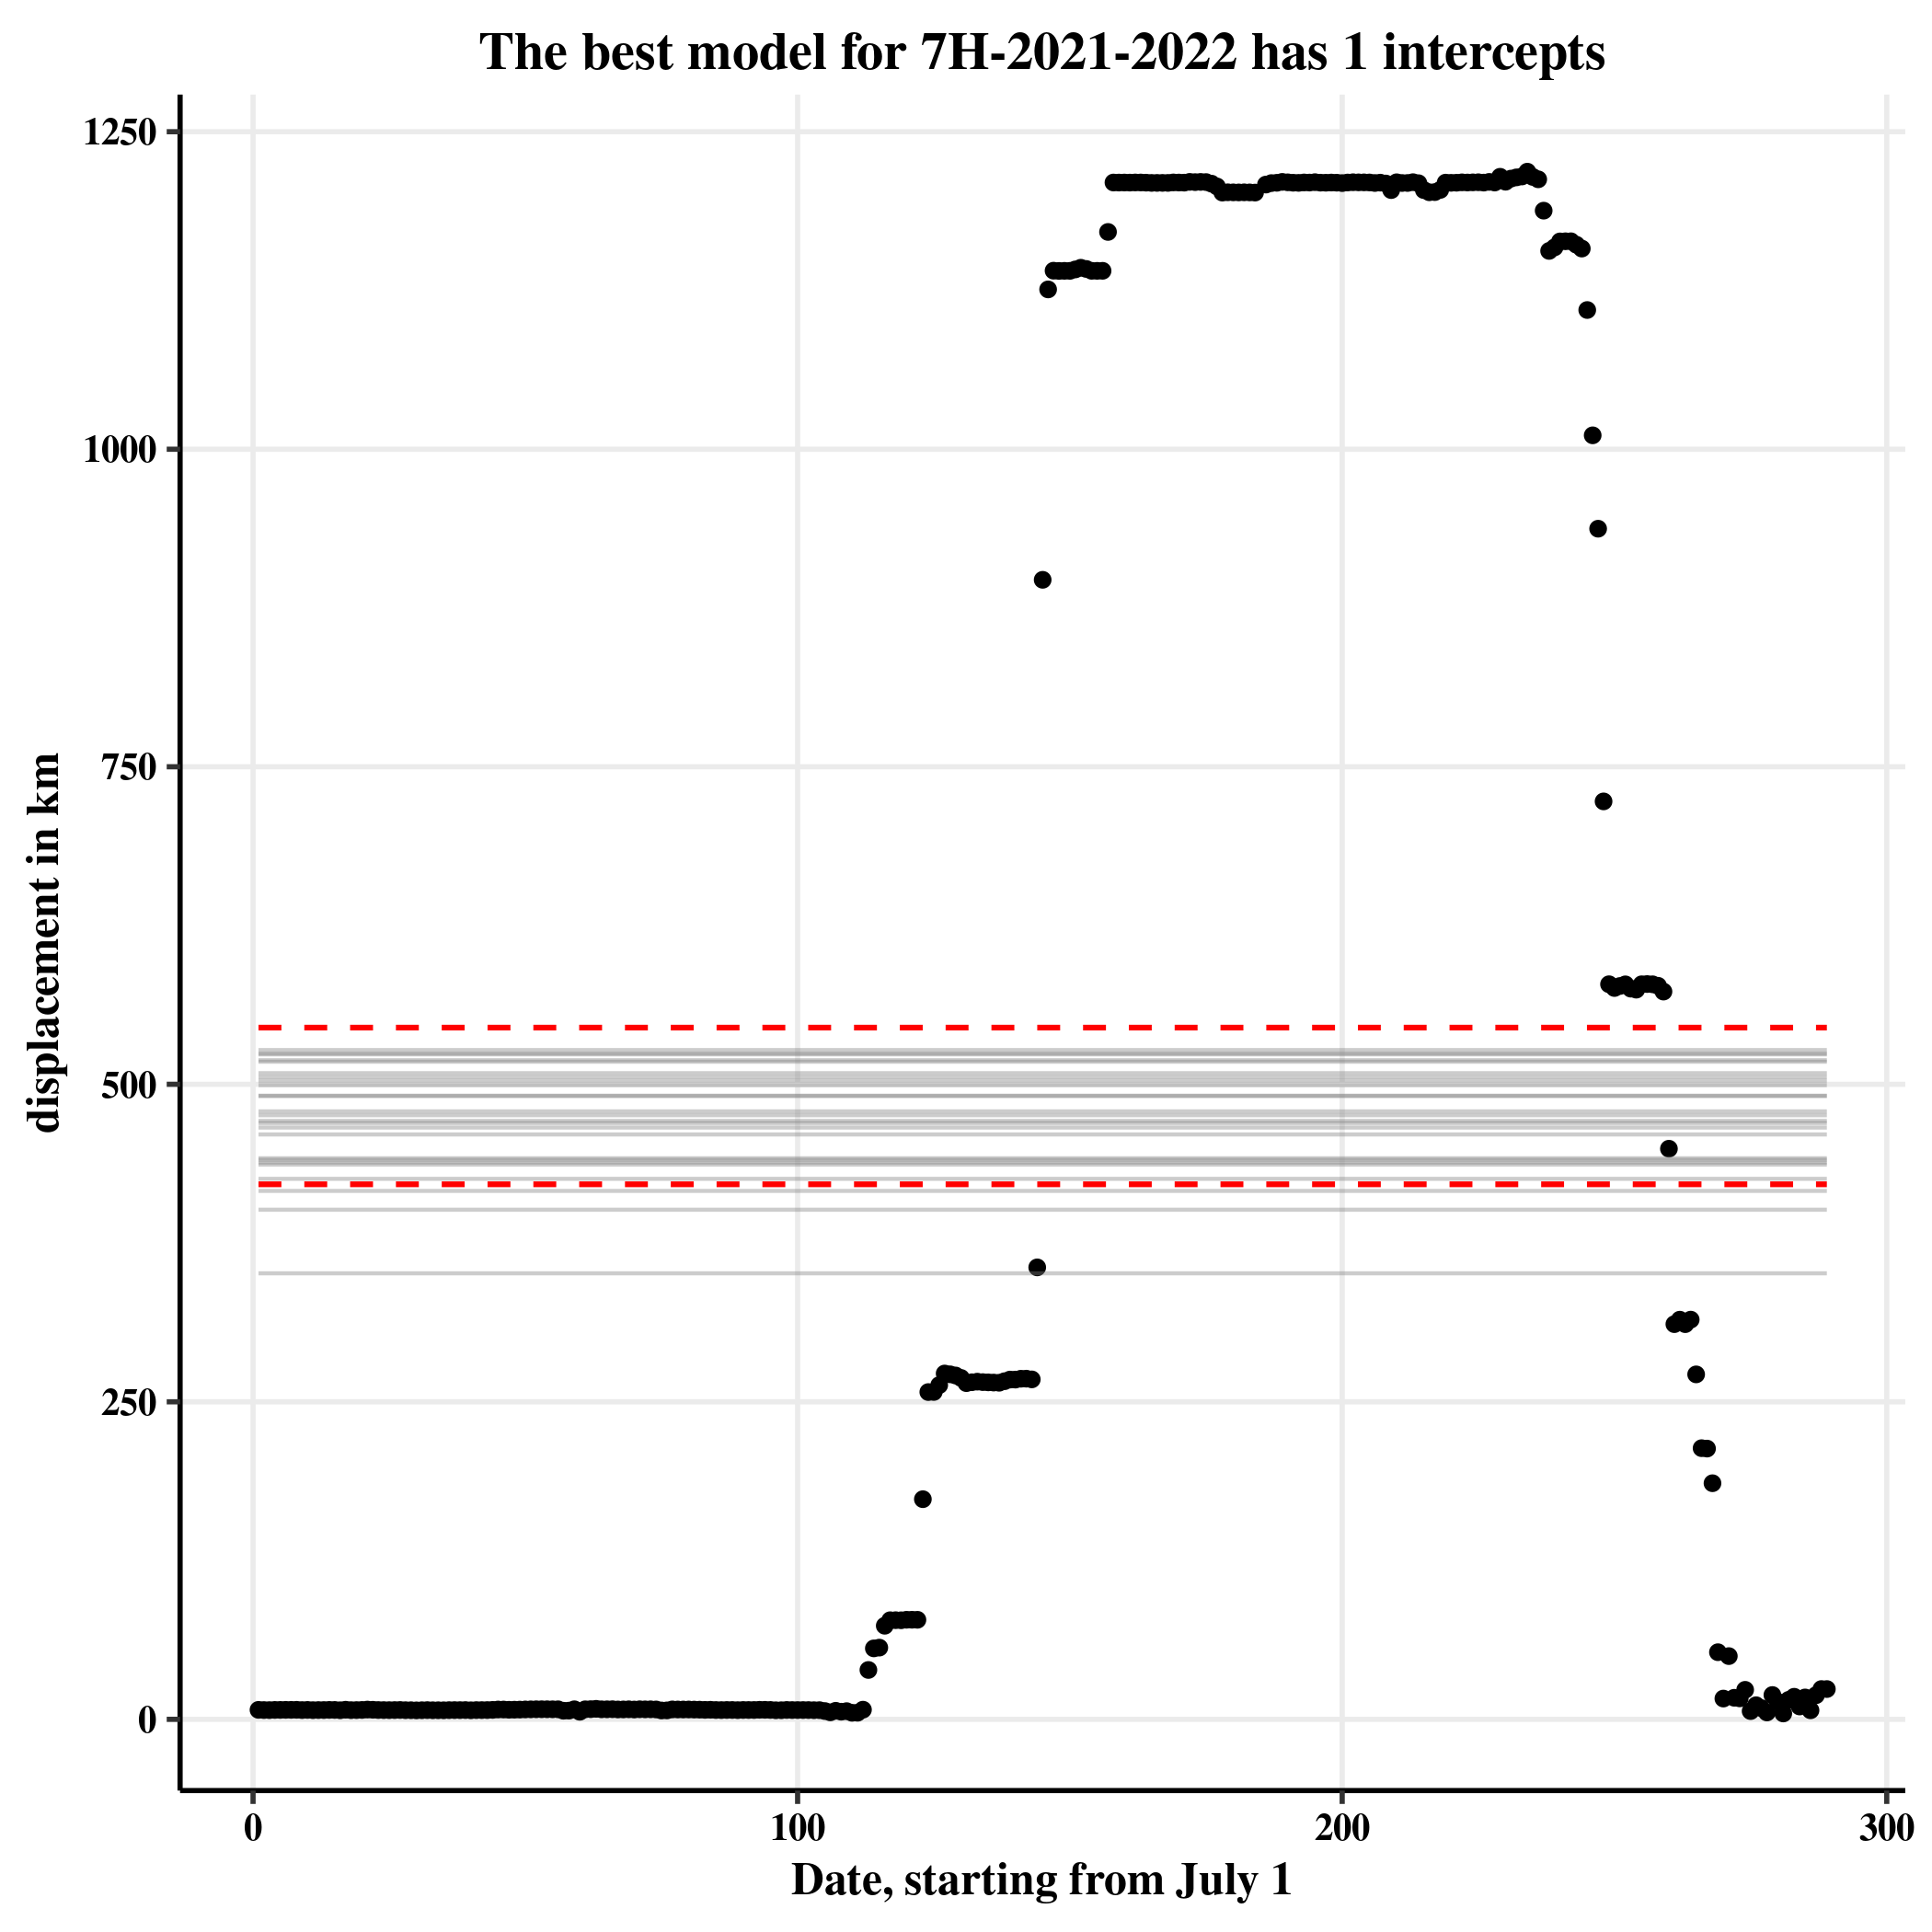 The best model for 7H-2021-2022 has 1 intercepts
1250
1000
750
500
250
0
displacement in km
0 100 200 300
Date, starting from July 1